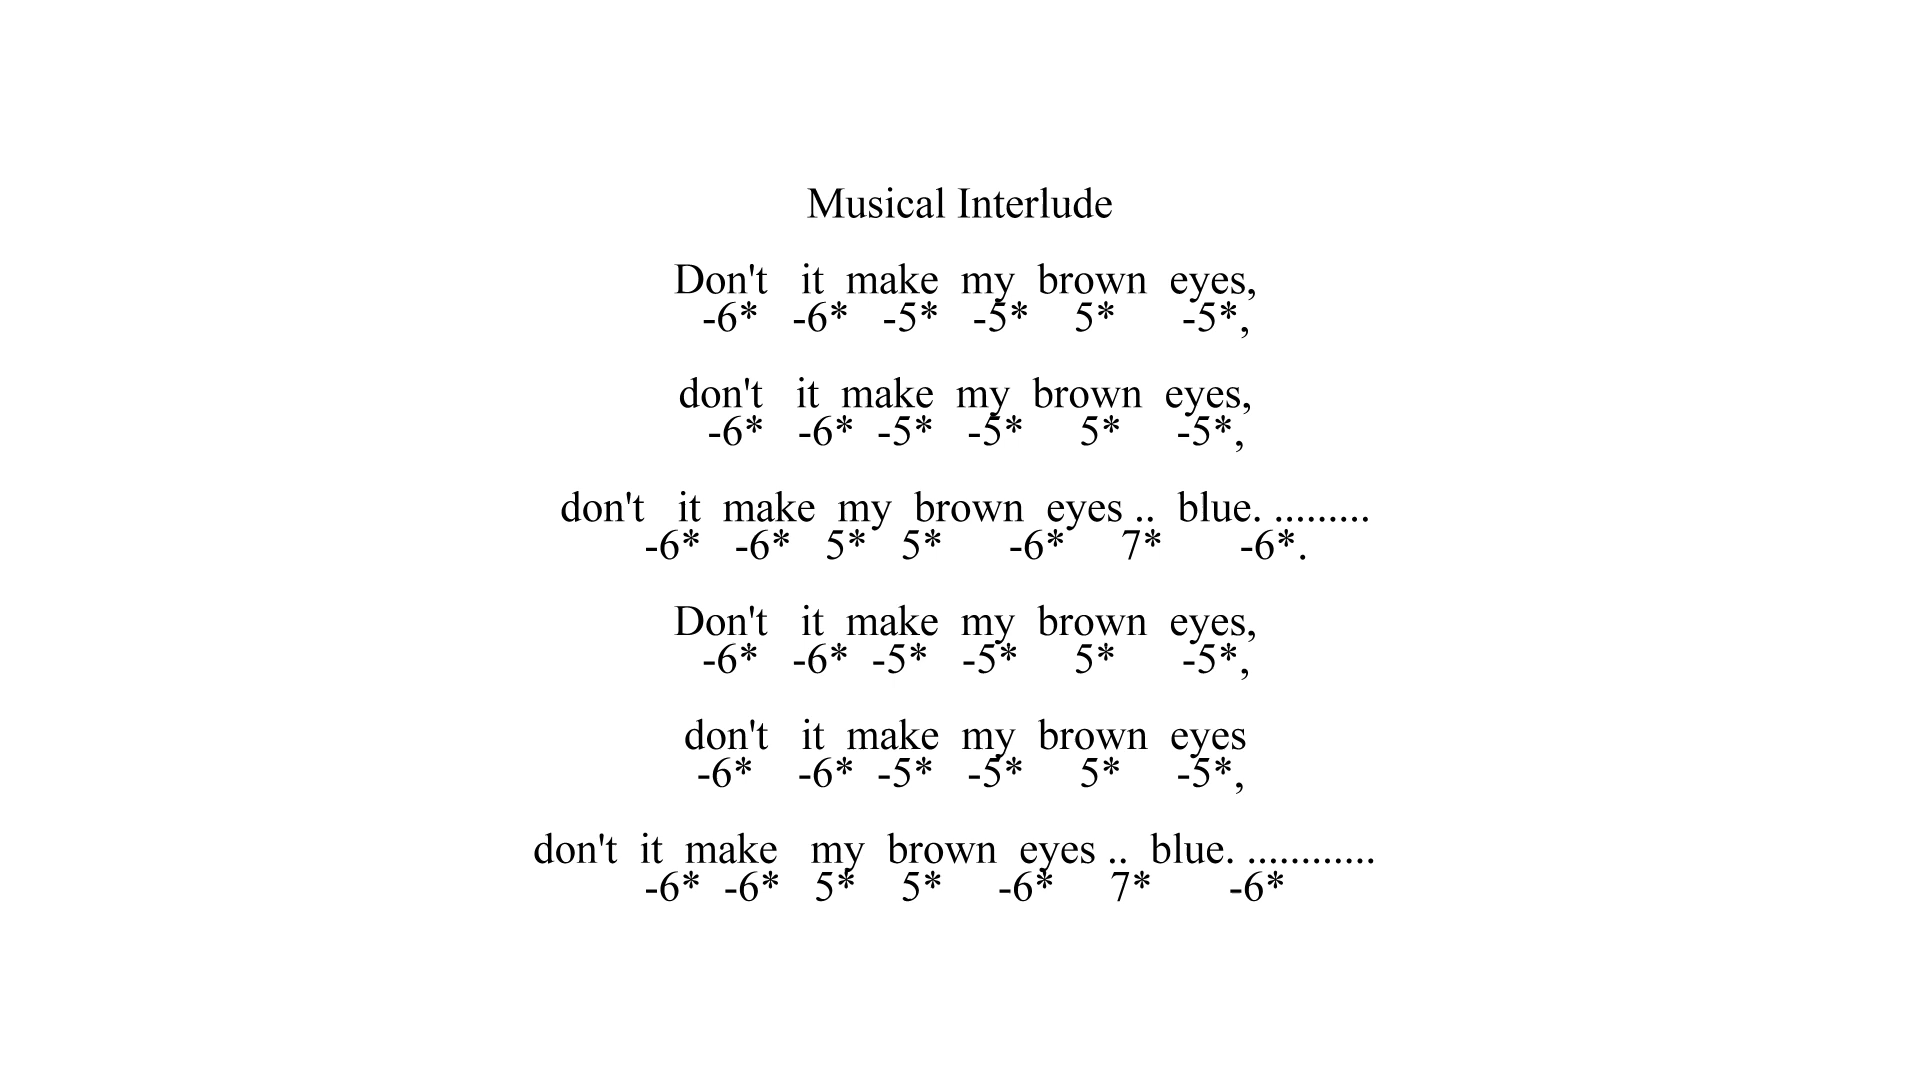 Musical Interlude
Don't it make my brown eyes,
-6* -6* -5* -5* 5* -5*,
don't it make my brown eyes,
-6* -6* -5* -5* 5* -5*,
don't it make my brown eyes .. blue. .........
-6* -6* 5* 5* -6* 7* -6*.
Don't it make my brown eyes,
-6* -6* -5* -5* 5* -5*,
don't it make my brown eyes
-6* -6* -5* -5* 5* -5*,
don't it make my brown eyes .. blue. ............
-6* -6* 5* 5* -6* 7* -6*